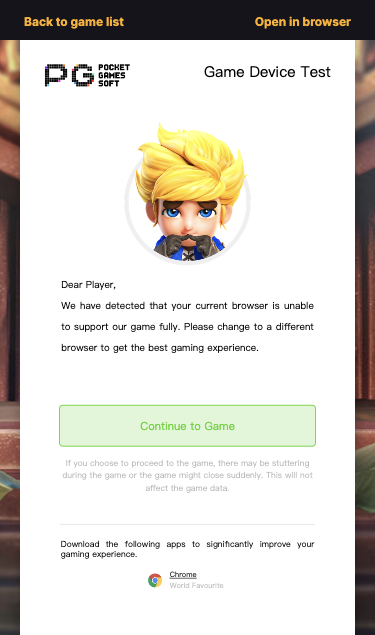 Back to game list
Open in browser
PG POCKET GAMES SOFT
Game Device Test
Dear Player,
We have detected that your current browser is unable
to support our game fully. Please change to a different
browser to get the best gaming experience.
Continue to Game
If you choose to proceed to the game, there may be stuttering
during the game or the game might close suddenly. This will not
affect the game data.
Download the following apps to significantly improve your
gaming experience.
Chrome
World Favourite